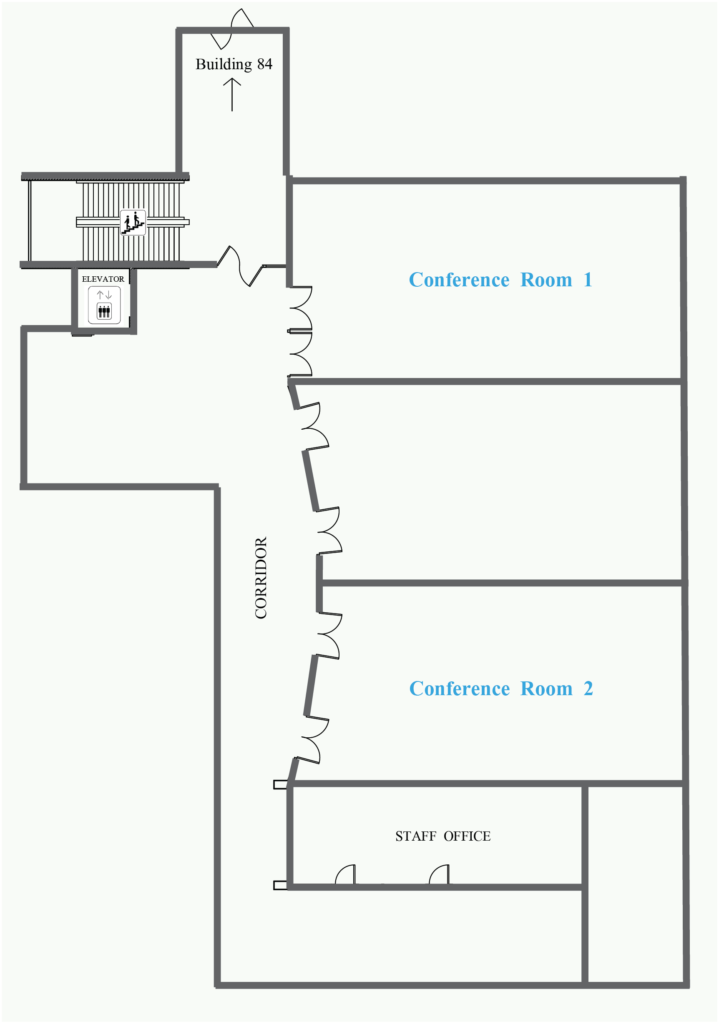 Building 84
ELEVATOR
Conference Room 1
CORRIDOR
Conference Room 2
STAFF OFFICE